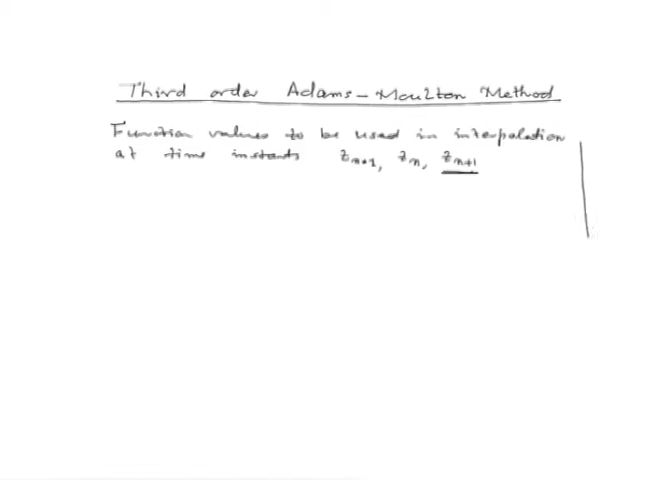 Third order Adams-Moulton Method
Function values to be used in interpolation
at time instants z_{n-1}, z_n, z_{n+1}